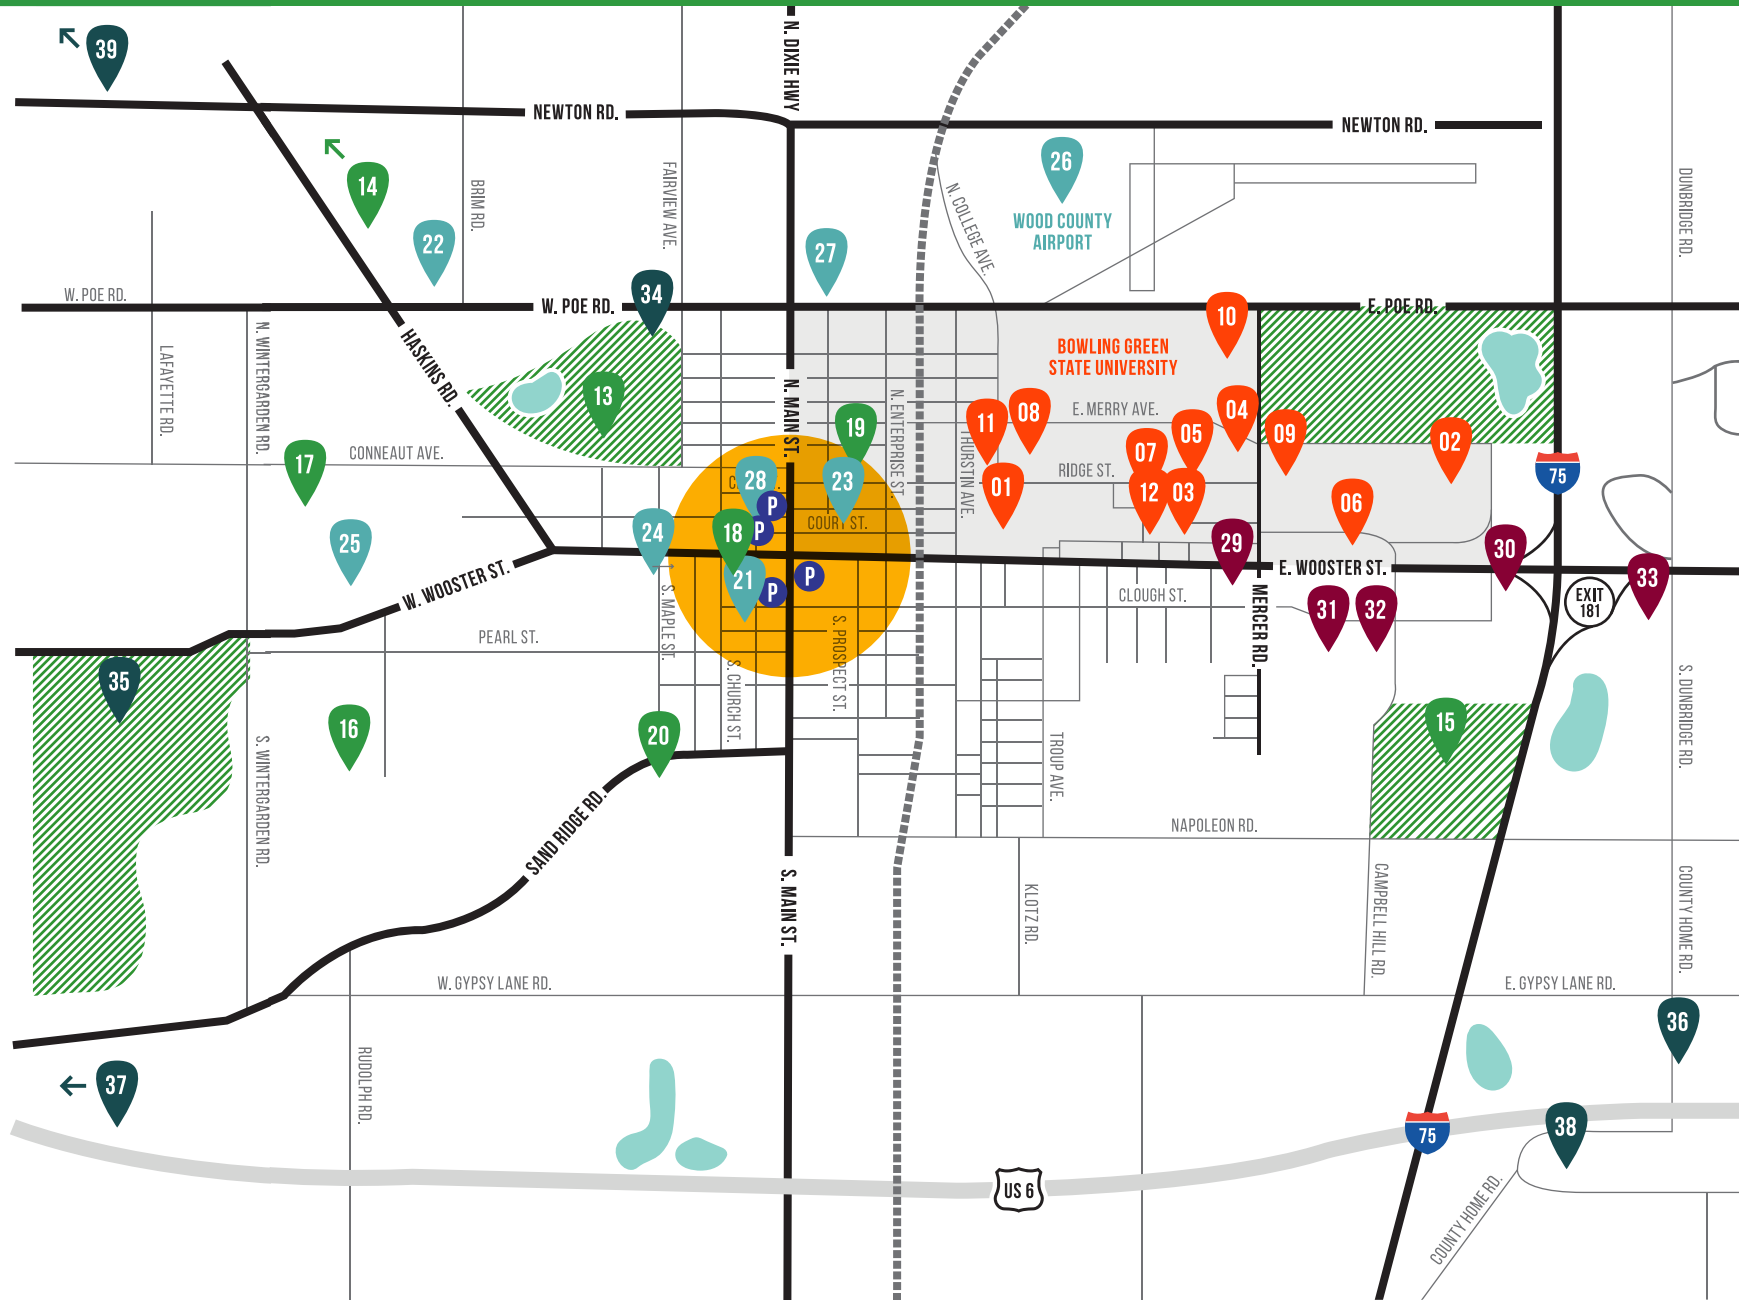 39
N. DIXIE HWY
NEWTON RD.
NEWTON RD.
14
BRIM RD.
FAIRVIEW AVE.
26
WOOD COUNTY
AIRPORT
N. COLLEGE AVE.
DUNBRIDGE RD.
22
27
W. POE RD.
W. POE RD.
34
E. POE RD.
10
BOWLING GREEN
STATE UNIVERSITY
LAFAYETTE RD.
N. WINTERGARDEN RD.
HASKINS RD.
13
N. MAIN ST.
19
N. ENTERPRISE ST.
THURSTIN AVE.
11
08
E. MERRY AVE.
04
05
09
02
07
17
CONNEAUT AVE.
28
23
RIDGE ST.
01
12
03
06
75
P
COURT ST.
25
24
18
P
29
30
21
P
P
W. WOOSTER ST.
E. WOOSTER ST.
33
EXIT
181
CLOUGH ST.
31
32
MERCER RD.
PEARL ST.
S. MAPLE ST.
S. CHURCH ST.
S. PROSPECT ST.
35
16
20
15
S. WINTERGARDEN RD.
TROUP AVE.
S. DUNBRIDGE RD.
SAND RIDGE RD.
NAPOLEON RD.
S. MAIN ST.
KLOTZ RD.
CAMPBELL HILL RD.
COUNTY HOME RD.
W. GYPSY LANE RD.
E. GYPSY LANE RD.
36
37
RUDOLPH RD.
75
38
US 6
COUNTY HOME RD.